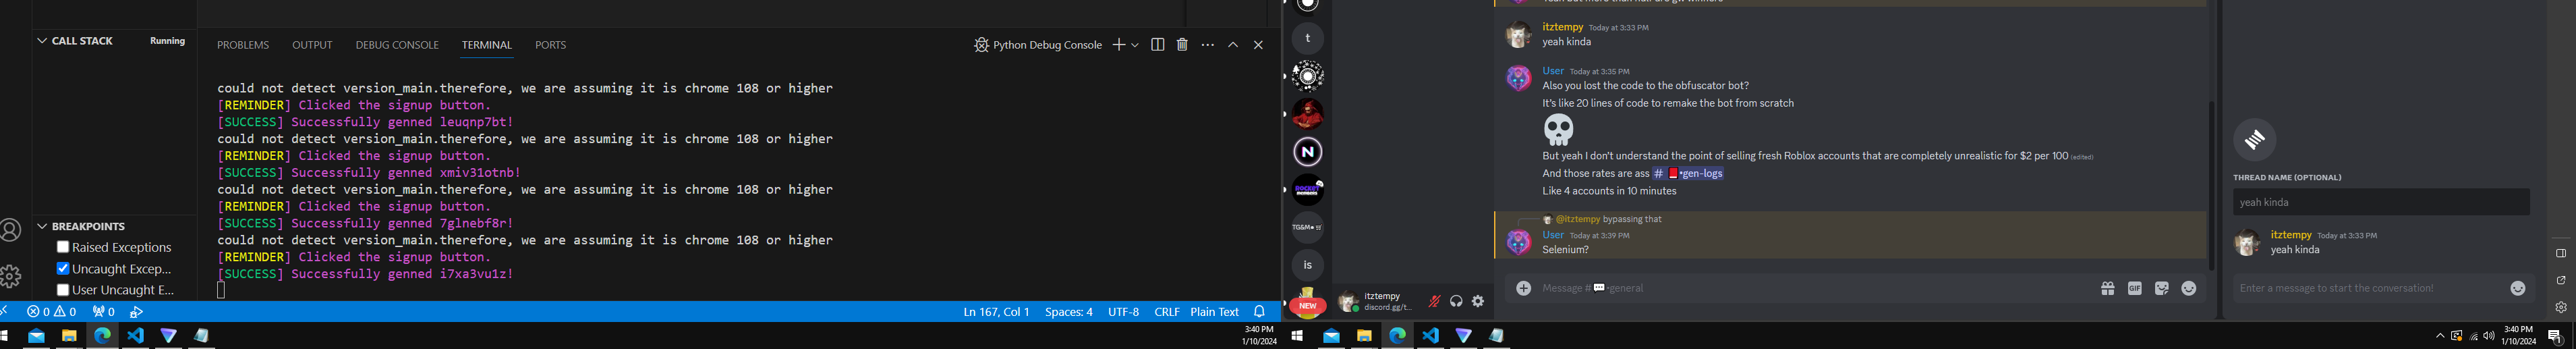 CALL STACK
Running
BREAKPOINTS
Raised Exceptions
Uncaught Excep...
User Uncaught E...
PROBLEMS OUTPUT DEBUG CONSOLE TERMINAL PORTS
Python Debug Console
could not detect version_main.therefore, we are assuming it is chrome 108 or higher
[REMINDER] Clicked the signup button.
[SUCCESS] Successfully genned leuqnp7bt!
could not detect version_main.therefore, we are assuming it is chrome 108 or higher
[REMINDER] Clicked the signup button.
[SUCCESS] Successfully genned xmiv31otnb!
could not detect version_main.therefore, we are assuming it is chrome 108 or higher
[REMINDER] Clicked the signup button.
[SUCCESS] Successfully genned 7glnebf8r!
could not detect version_main.therefore, we are assuming it is chrome 108 or higher
[REMINDER] Clicked the signup button.
[SUCCESS] Successfully genned i7xa3vu1z!
0 0 0
Ln 167, Col 1 Spaces: 4 UTF-8 CRLF Plain Text
3:40 PM
1/10/2024
t
N
ROCKET
TG&M
is
NEW
itztempy
discord.gg/t...
itztempy Today at 3:33 PM
yeah kinda
User Today at 3:35 PM
Also you lost the code to the obfuscator bot?
It's like 20 lines of code to remake the bot from scratch
But yeah I don't understand the point of selling fresh Roblox accounts that are completely unrealistic for $2 per 100 (edited)
And those rates are ass # •gen-logs
Like 4 accounts in 10 minutes
@itztempy bypassing that
User Today at 3:39 PM
Selenium?
Message # •general
GIF
THREAD NAME (OPTIONAL)
yeah kinda
itztempy Today at 3:33 PM
yeah kinda
Enter a message to start the conversation!
3:40 PM
1/10/2024